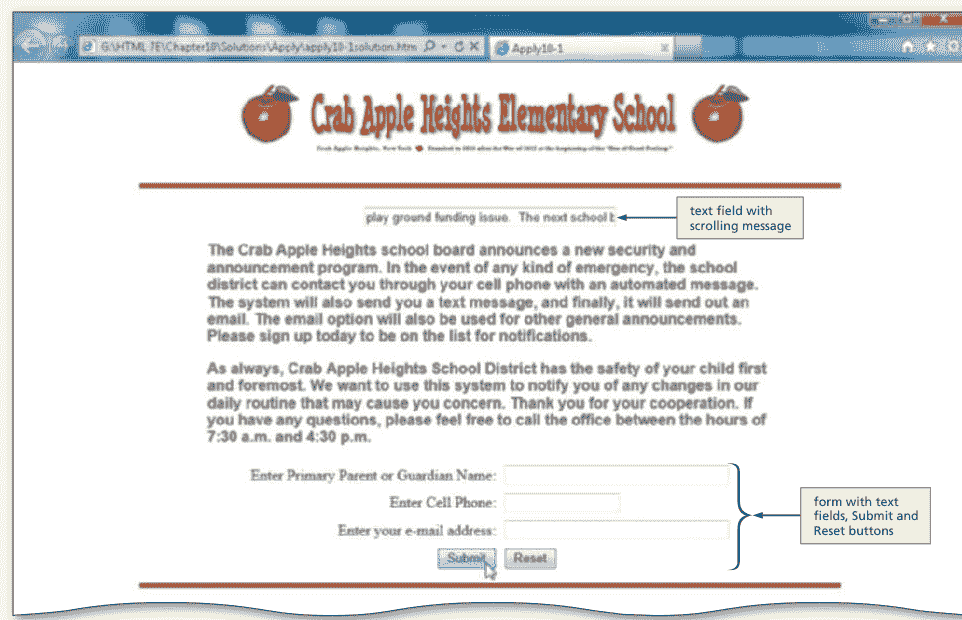 G:\HTML 7E\Chapter18\Solutions\Apply\apply18-1solution.htm
Apply18-1
Crab Apple Heights Elementary School
Crab Apple Heights, New York
play ground funding issue. The next school b
text field with
scrolling message
The Crab Apple Heights school board announces a new security and
announcement program. In the event of any kind of emergency, the school
district can contact you through your cell phone with an automated message.
The system will also send you a text message, and finally, it will send out an
email. The email option will also be used for other general announcements.
Please sign up today to be on the list for notifications.
As always, Crab Apple Heights School District has the safety of your child first
and foremost. We want to use this system to notify you of any changes in our
daily routine that may cause you concern. Thank you for your cooperation. If
you have any questions, please feel free to call the office between the hours of
7:30 a.m. and 4:30 p.m.
Enter Primary Parent or Guardian Name:
Enter Cell Phone:
Enter your e-mail address:
Submit Reset
form with text
fields, Submit and
Reset buttons